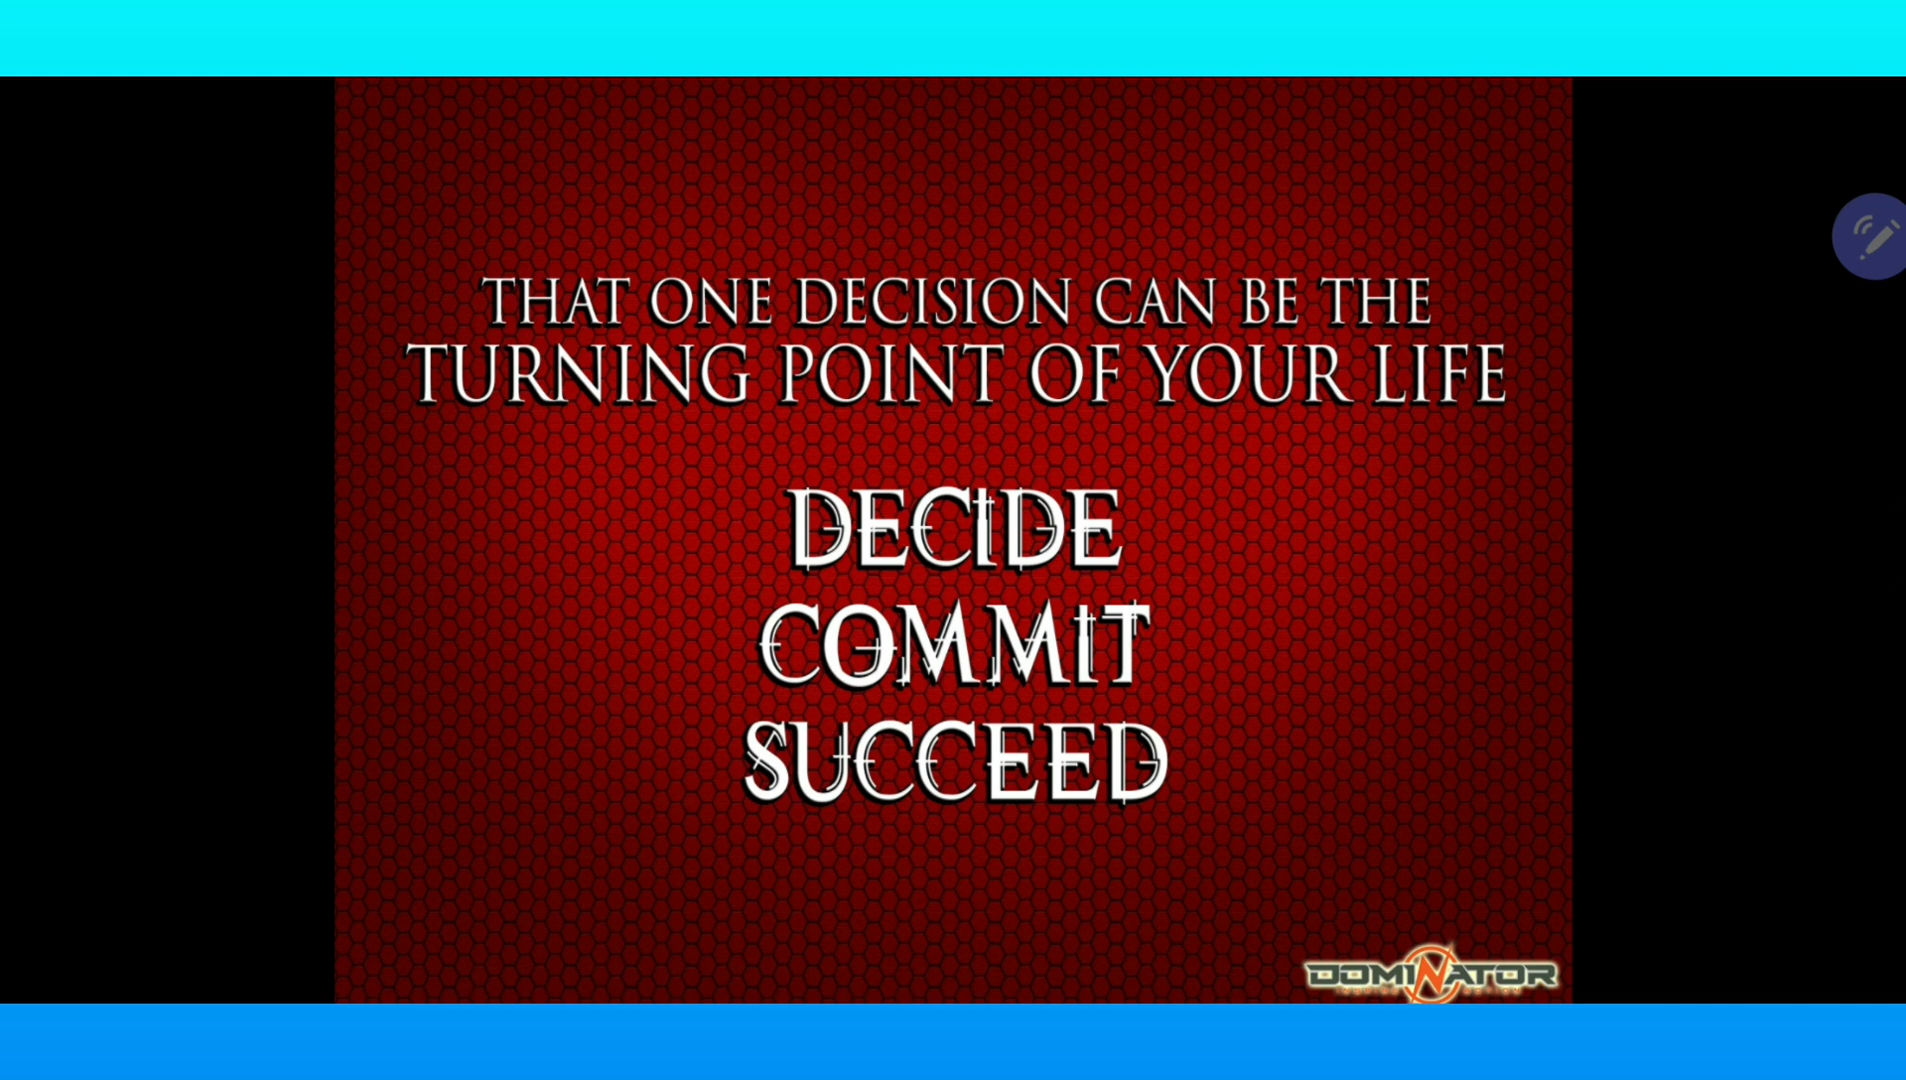 THAT ONE DECISION CAN BE THE
TURNING POINT OF YOUR LIFE
DECIDE
COMMIT
SUCCEED
DOMINATOR